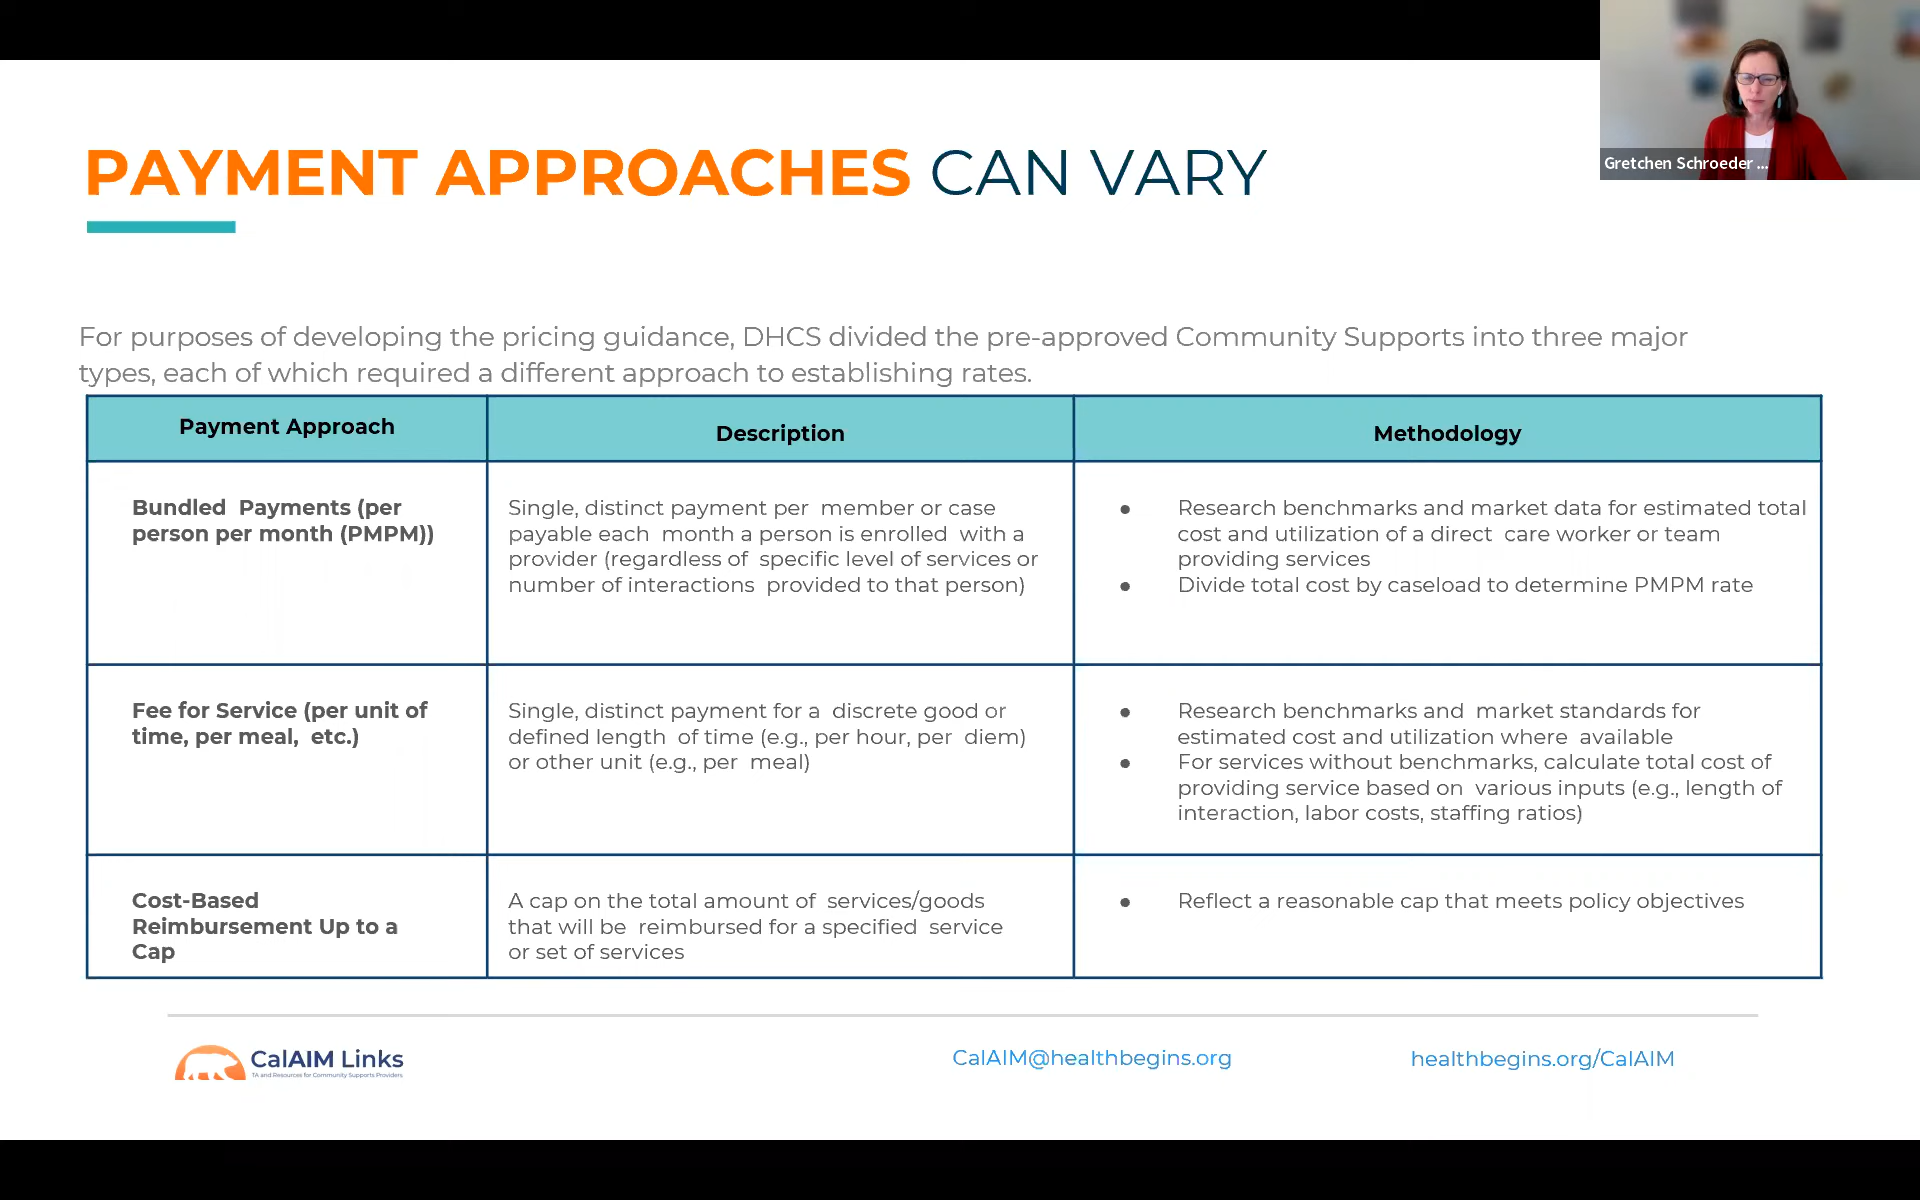 Gretchen Schroeder ...
PAYMENT APPROACHES CAN VARY
For purposes of developing the pricing guidance, DHCS divided the pre-approved Community Supports into three major
types, each of which required a different approach to establishing rates.
Payment Approach
Description
Methodology
Bundled Payments (per
person per month (PMPM))
Single, distinct payment per member or case
payable each month a person is enrolled with a
provider (regardless of specific level of services or
number of interactions provided to that person)
● Research benchmarks and market data for estimated total
cost and utilization of a direct care worker or team
providing services
● Divide total cost by caseload to determine PMPM rate
Fee for Service (per unit of
time, per meal, etc.)
Single, distinct payment for a discrete good or
defined length of time (e.g., per hour, per diem)
or other unit (e.g., per meal)
● Research benchmarks and market standards for
estimated cost and utilization where available
● For services without benchmarks, calculate total cost of
providing service based on various inputs (e.g., length of
interaction, labor costs, staffing ratios)
Cost-Based
Reimbursement Up to a
Cap
A cap on the total amount of services/goods
that will be reimbursed for a specified service
or set of services
● Reflect a reasonable cap that meets policy objectives
CalAIM Links
TA and Resources for Community Supports Providers
CalAIM@healthbegins.org
healthbegins.org/CalAIM